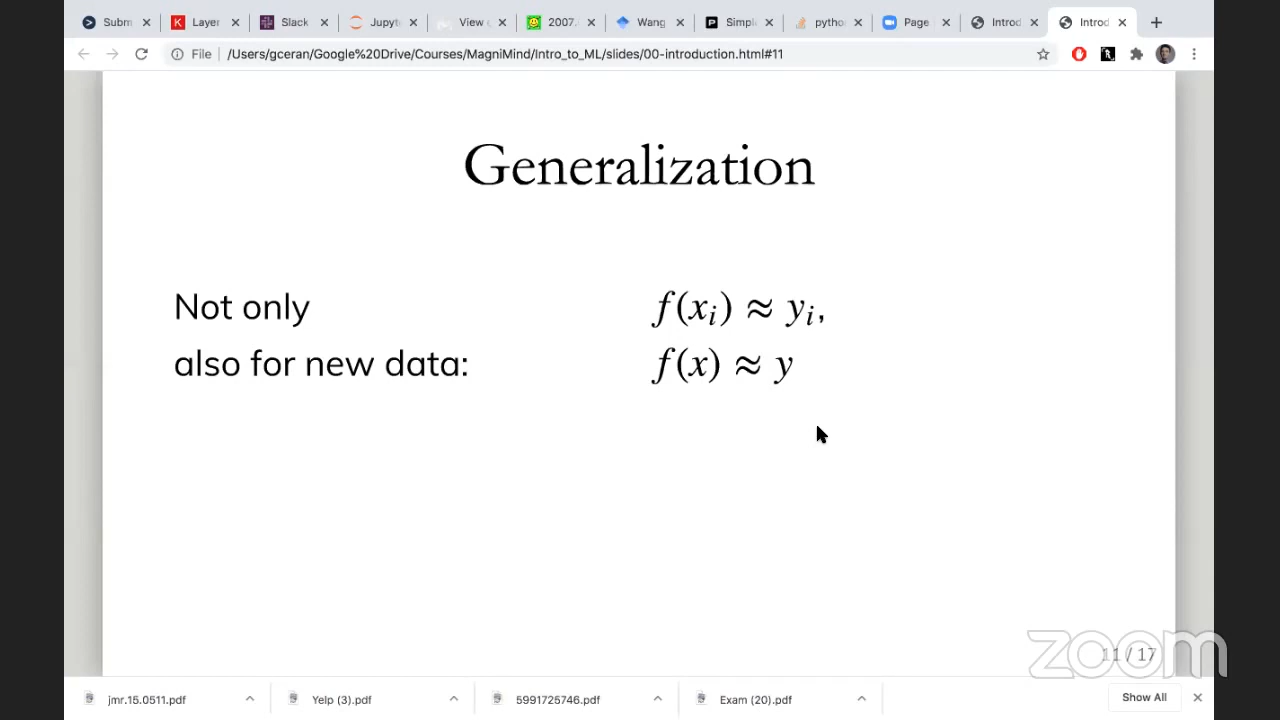 Subm
Layer
Slack
Jupyt
View
2007.
Wang
Simpl
pytho
Page
Introd
Introd
File
/Users/gceran/Google%20Drive/Courses/MagniMind/Intro_to_ML/slides/00-introduction.html#11
Generalization
Not only f(xᵢ) ≈ yᵢ,
also for new data: f(x) ≈ y
11 / 17
zoom
jmr.15.0511.pdf
Yelp (3).pdf
5991725746.pdf
Exam (20).pdf
Show All